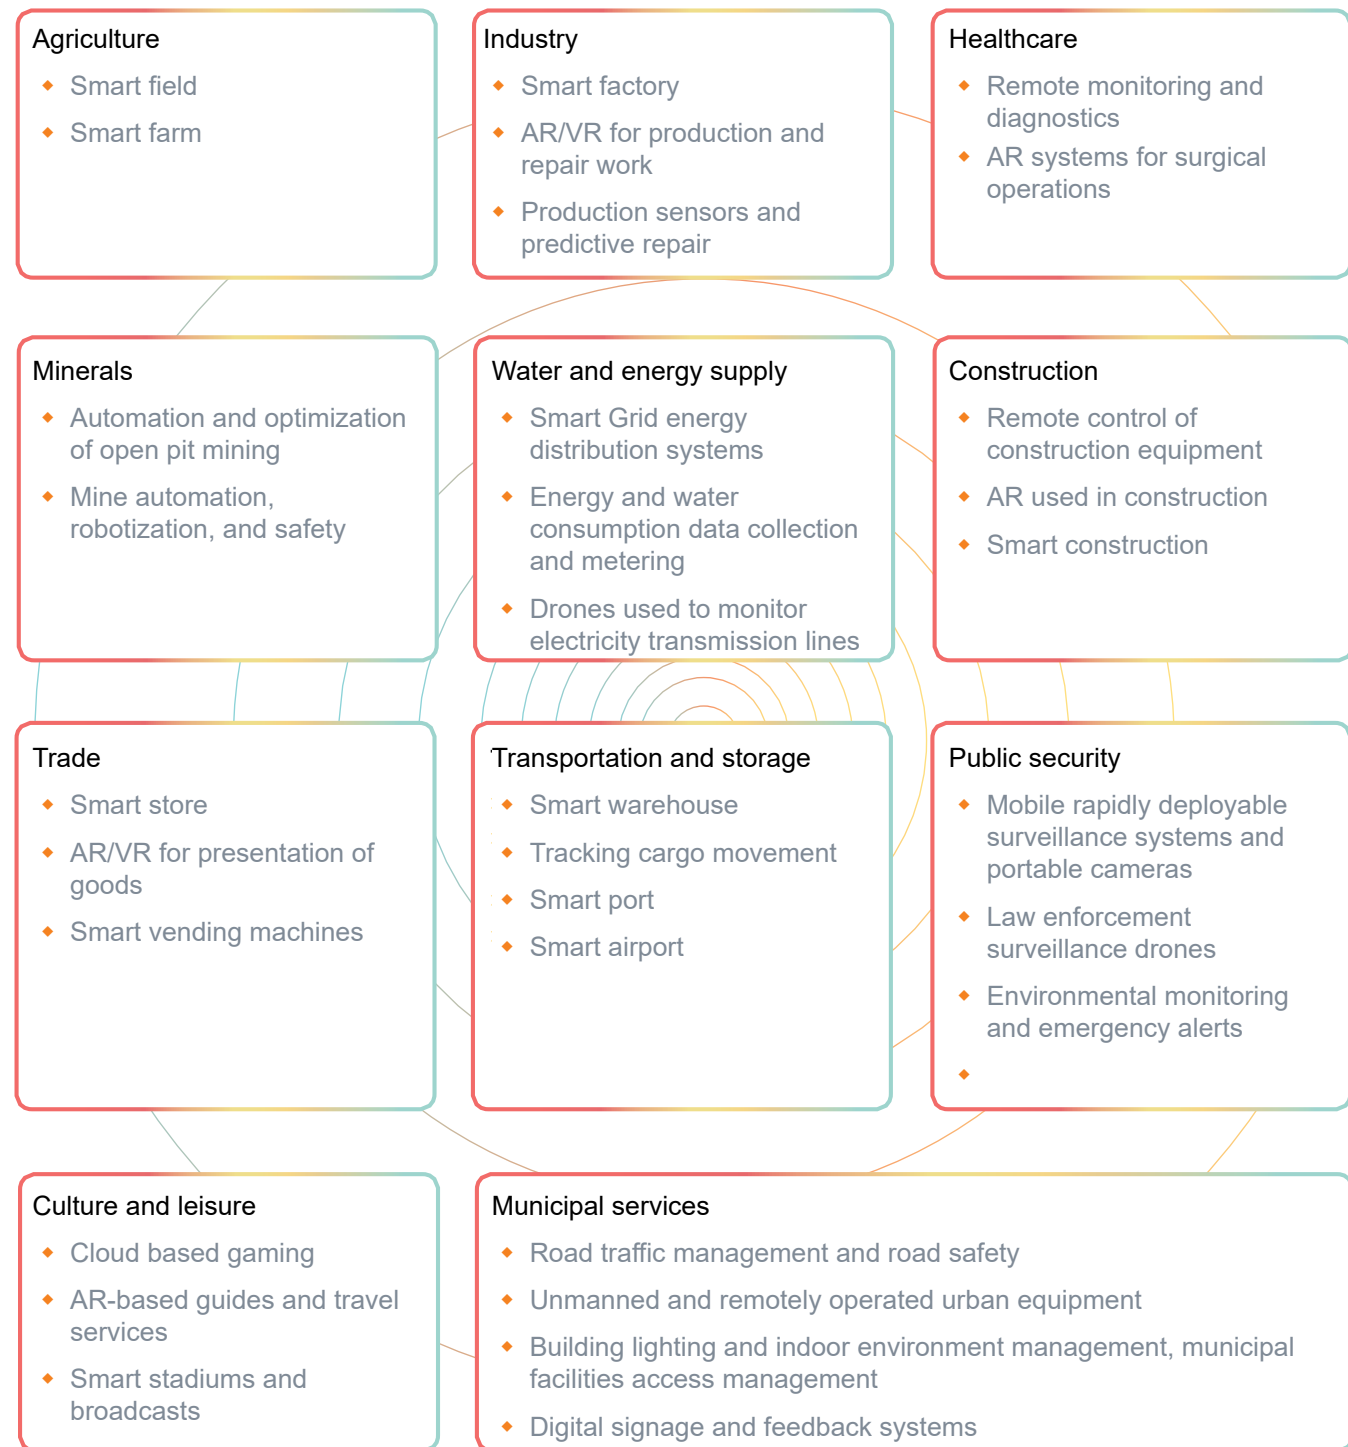 Agriculture
Smart field
Smart farm
Industry
Smart factory
AR/VR for production and
repair work
Production sensors and
predictive repair
Healthcare
Remote monitoring and
diagnostics
AR systems for surgical
operations
Minerals
Automation and optimization
of open pit mining
Mine automation,
robotization, and safety
Water and energy supply
Smart Grid energy
distribution systems
Energy and water
consumption data collection
and metering
Drones used to monitor
electricity transmission lines
Construction
Remote control of
construction equipment
AR used in construction
Smart construction
Trade
Smart store
AR/VR for presentation of
goods
Smart vending machines
Transportation and storage
Smart warehouse
Tracking cargo movement
Smart port
Smart airport
Public security
Mobile rapidly deployable
surveillance systems and
portable cameras
Law enforcement
surveillance drones
Environmental monitoring
and emergency alerts
Culture and leisure
Cloud based gaming
AR-based guides and travel
services
Smart stadiums and
broadcasts
Municipal services
Road traffic management and road safety
Unmanned and remotely operated urban equipment
Building lighting and indoor environment management, municipal
facilities access management
Digital signage and feedback systems